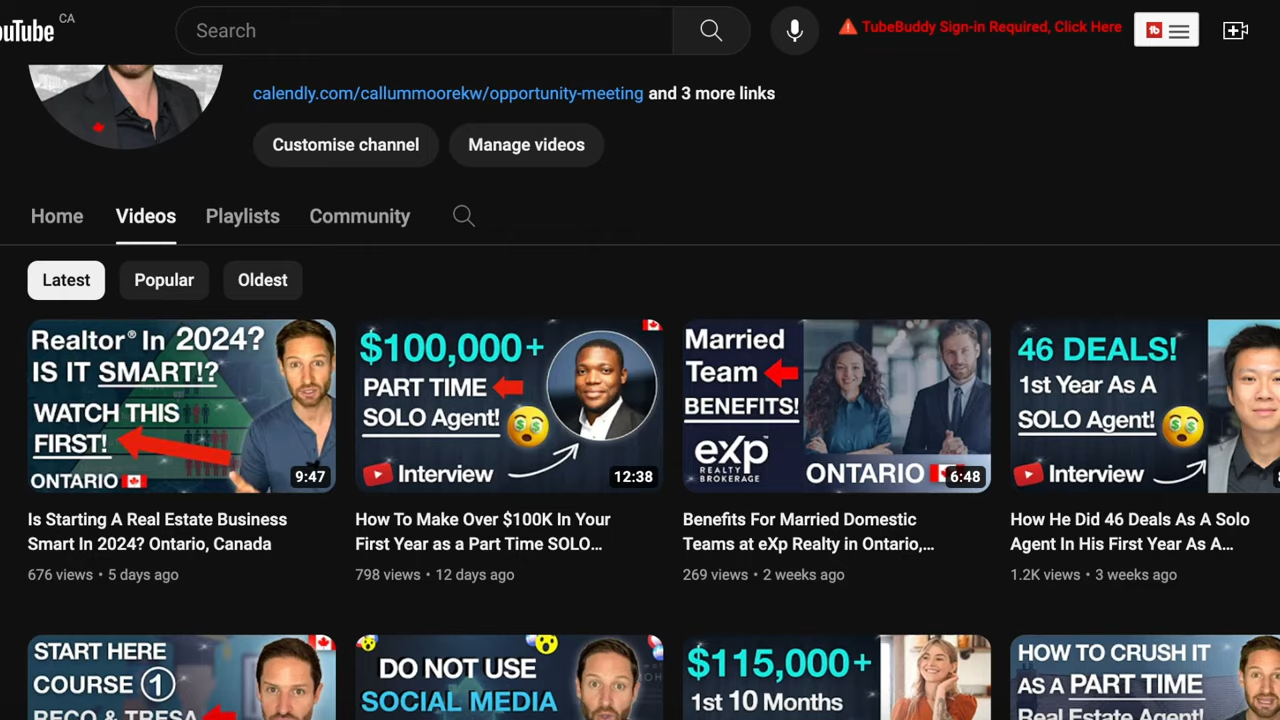 YouTube CA
Search
TubeBuddy Sign-in Required, Click Here
tb
calendly.com/callummoorekw/opportunity-meeting and 3 more links
Customise channel
Manage videos
Home
Videos
Playlists
Community
Latest
Popular
Oldest
Realtor® In 2024?
IS IT SMART!?
WATCH THIS
FIRST!
ONTARIO
9:47
$100,000+
PART TIME
SOLO Agent!
Interview
12:38
Married
Team
BENEFITS!
eXp
REALTY
BROKERAGE
ONTARIO
6:48
46 DEALS!
1st Year As A
SOLO Agent!
Interview
Is Starting A Real Estate Business
Smart In 2024? Ontario, Canada
676 views • 5 days ago
How To Make Over $100K In Your
First Year as a Part Time SOLO...
798 views • 12 days ago
Benefits For Married Domestic
Teams at eXp Realty in Ontario,...
269 views • 2 weeks ago
How He Did 46 Deals As A Solo
Agent In His First Year As A...
1.2K views • 3 weeks ago
START HERE
COURSE 1
RECO & TRESA
DO NOT USE
SOCIAL MEDIA
$115,000+
1st 10 Months
HOW TO CRUSH IT
AS A PART TIME
Real Estate Agent!